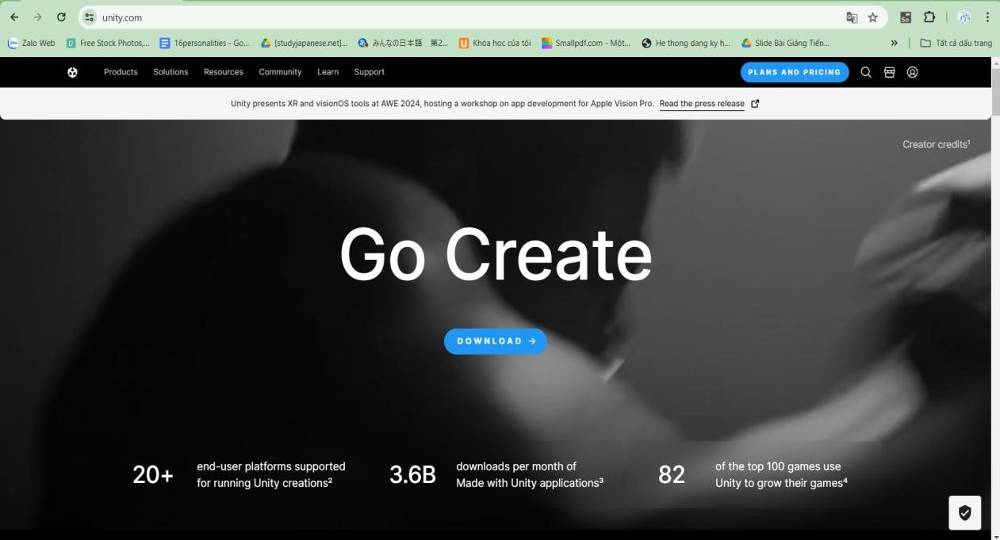 unity.com
Zalo Web Free Stock Photos,... 16personalities - Go... [studyjapanese.net]... みんなの日本語 第2... Khóa học của tôi Smallpdf.com - Một... He thong dang ky h... Slide Bài Giảng Tiến... » Tất cả dấu trang
Products Solutions Resources Community Learn Support PLANS AND PRICING
Unity presents XR and visionOS tools at AWE 2024, hosting a workshop on app development for Apple Vision Pro. Read the press release
Creator credits¹
Go Create
DOWNLOAD →
20+ end-user platforms supported
for running Unity creations²
3.6B downloads per month of
Made with Unity applications³
82 of the top 100 games use
Unity to grow their games⁴